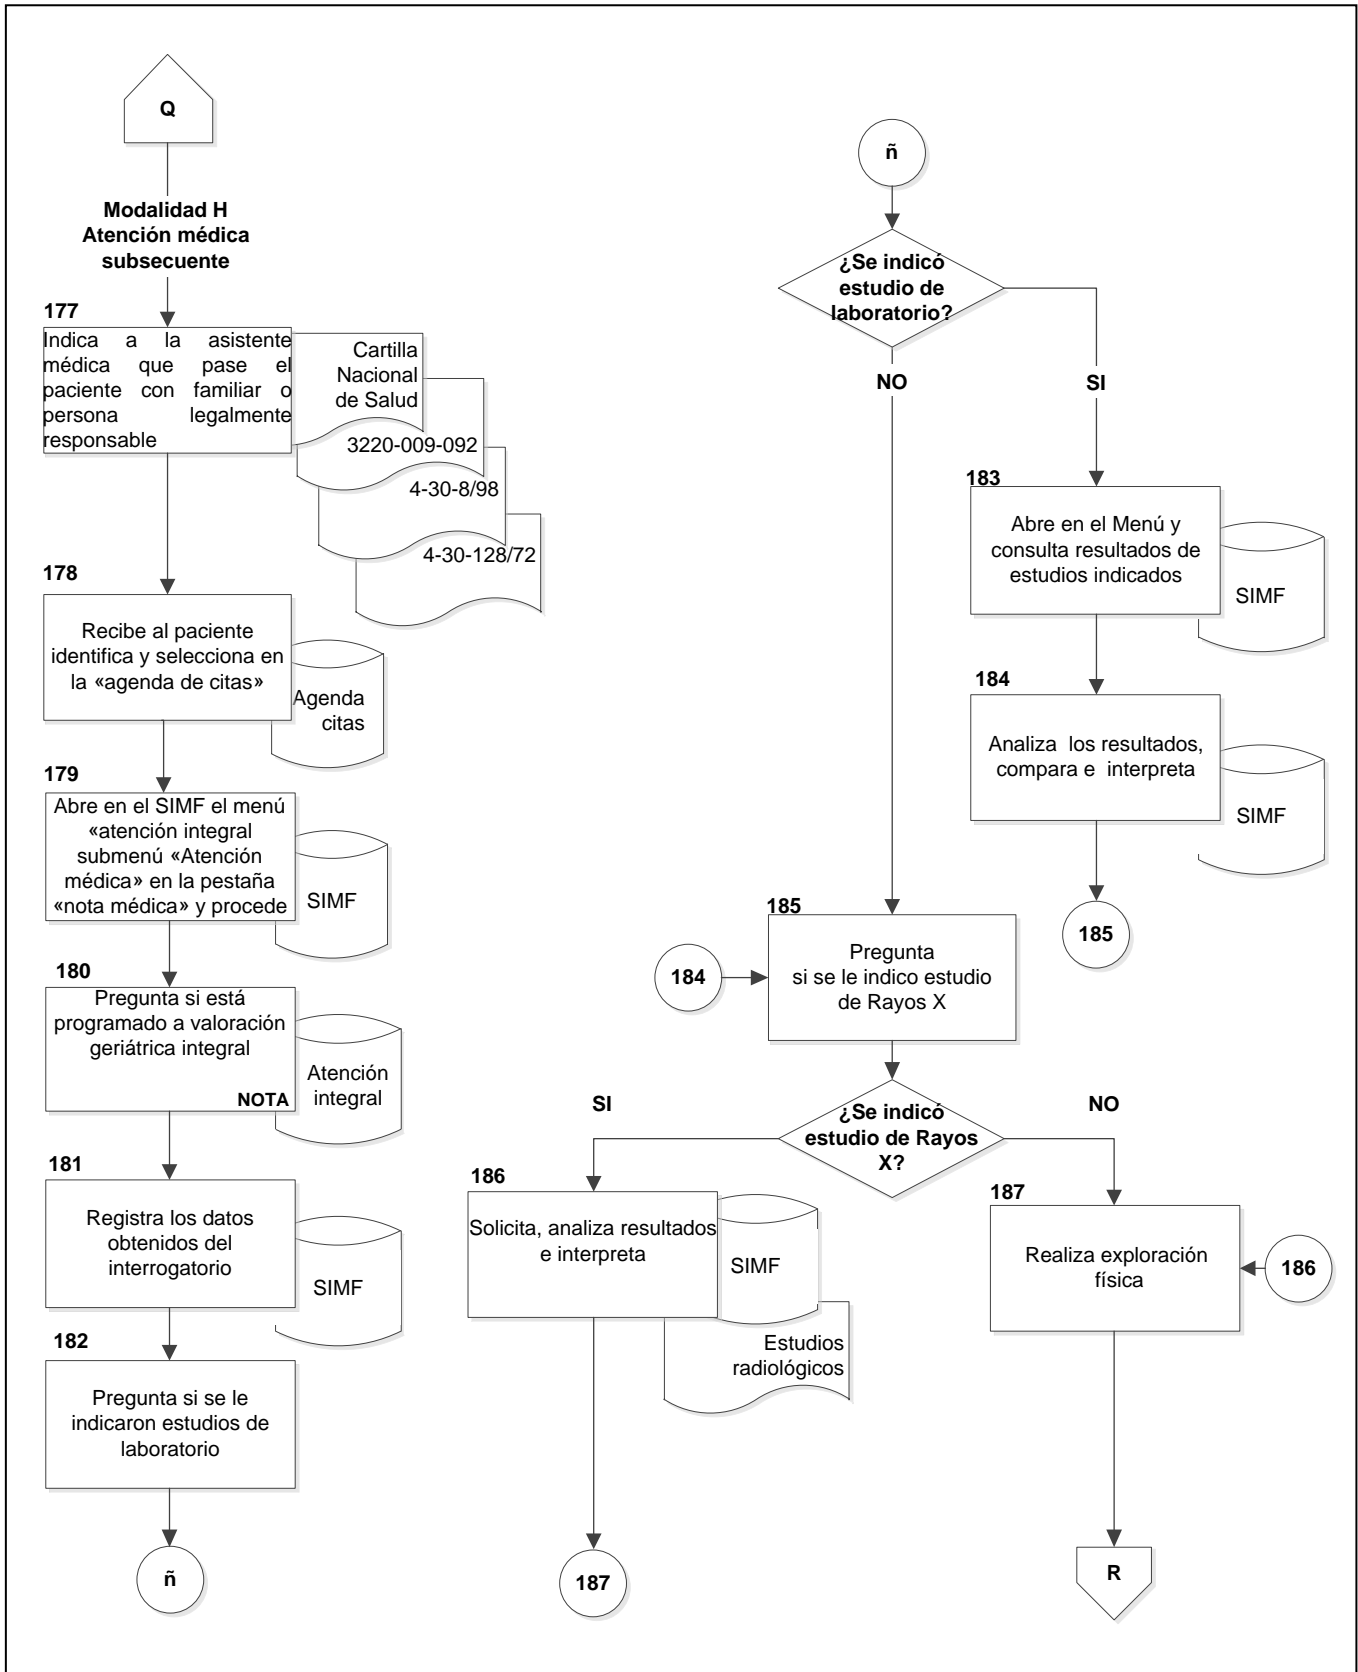 Q
Modalidad H
Atención médica
subsecuente
177
Indica a la asistente
médica que pase el
paciente con familiar o
persona legalmente
responsable
Cartilla
Nacional
de Salud
3220-009-092
4-30-8/98
4-30-128/72
178
Recibe al paciente
identifica y selecciona en
la «agenda de citas»
Agenda
citas
179
Abre en el SIMF el menú
«atención integral
submenú «Atención
médica» en la pestaña
«nota médica» y procede
SIMF
180
Pregunta si está
programado a valoración
geriátrica integral
NOTA
Atención
integral
181
Registra los datos
obtenidos del
interrogatorio
SIMF
182
Pregunta si se le
indicaron estudios de
laboratorio
ñ
ñ
¿Se indicó
estudio de
laboratorio?
NO
SI
183
Abre en el Menú y
consulta resultados de
estudios indicados
SIMF
184
Analiza los resultados,
compara e interpreta
SIMF
185
185
Pregunta
si se le indico estudio
de Rayos X
184
¿Se indicó
estudio de Rayos
X?
SI
NO
186
Solicita, analiza resultados
e interpreta
SIMF
Estudios
radiológicos
187
187
Realiza exploración
física
186
R